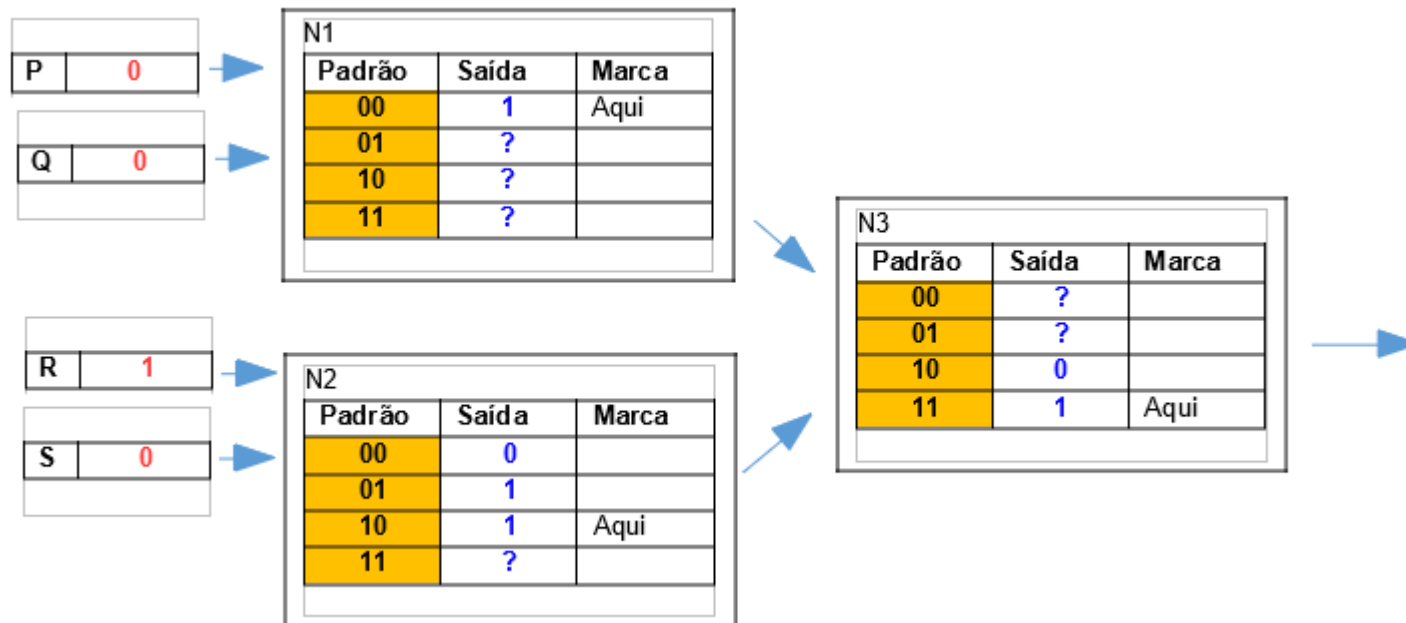 P 0
Q 0
N1
Padrão Saída Marca
00 1 Aqui
01 ?
10 ?
11 ?
R 1
S 0
N2
Padrão Saída Marca
00 0
01 1
10 1 Aqui
11 ?
N3
Padrão Saída Marca
00 ?
01 ?
10 0
11 1 Aqui